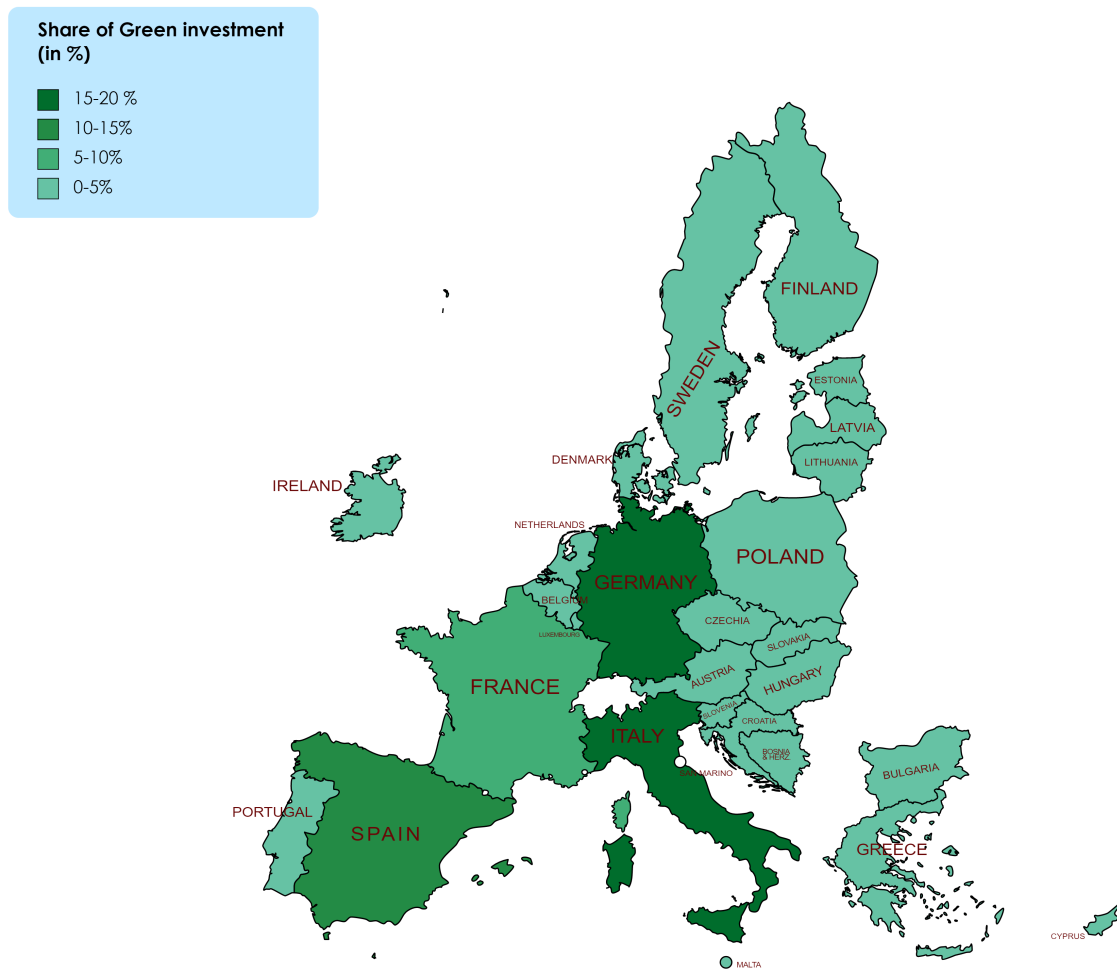 Share of Green investment
(in %)
15-20 %
10-15%
5-10%
0-5%
FINLAND
SWEDEN
ESTONIA
LATVIA
LITHUANIA
DENMARK
IRELAND
NETHERLANDS
POLAND
GERMANY
BELGIUM
LUXEMBOURG
CZECHIA
SLOVAKIA
AUSTRIA
HUNGARY
FRANCE
SLOVENIA
CROATIA
ITALY
BOSNIA
& HERZ.
SAN MARINO
BULGARIA
PORTUGAL
SPAIN
GREECE
CYPRUS
MALTA